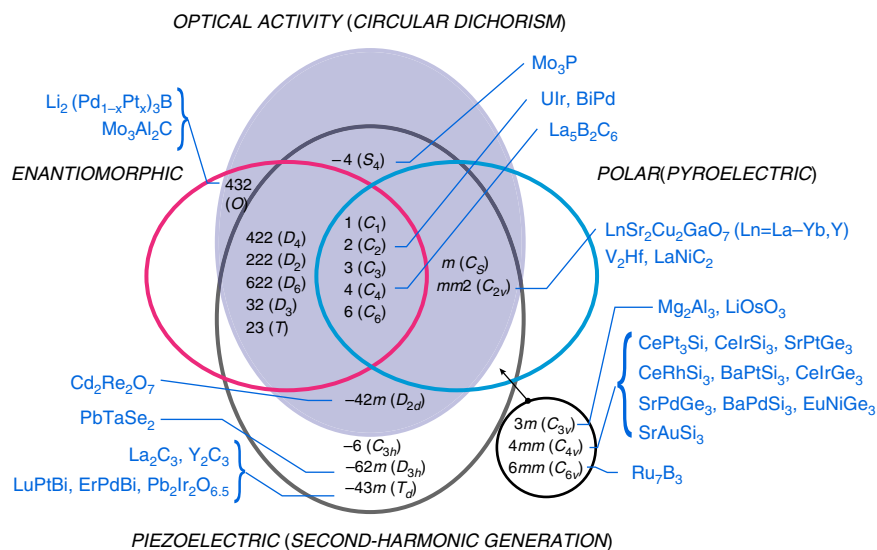 OPTICAL ACTIVITY (CIRCULAR DICHORISM)
Mo₃P
Li₂ (Pd₁₋ₓPtₓ)₃B
Mo₃Al₂C
UIr, BiPd
La₅B₂C₆
ENANTIOMORPHIC
POLAR(PYROELECTRIC)
−4 (S₄)
432
(O)
422 (D₄)
222 (D₂)
622 (D₆)
32 (D₃)
23 (T)
1 (C₁)
2 (C₂)
3 (C₃)
4 (C₄)
6 (C₆)
m (C_S)
mm2 (C₂ᵥ)
LnSr₂Cu₂GaO₇ (Ln=La–Yb,Y)
V₂Hf, LaNiC₂
Mg₂Al₃, LiOsO₃
CePt₃Si, CeIrSi₃, SrPtGe₃
CeRhSi₃, BaPtSi₃, CeIrGe₃
SrPdGe₃, BaPdSi₃, EuNiGe₃
SrAuSi₃
Cd₂Re₂O₇
−42m (D₂d)
PbTaSe₂
3m (C₃ᵥ)
4mm (C₄ᵥ)
6mm (C₆ᵥ)
Ru₇B₃
−6 (C₃ₕ)
−62m (D₃ₕ)
−43m (T_d)
La₂C₃, Y₂C₃
LuPtBi, ErPdBi, Pb₂Ir₂O₆.₅
PIEZOELECTRIC (SECOND-HARMONIC GENERATION)